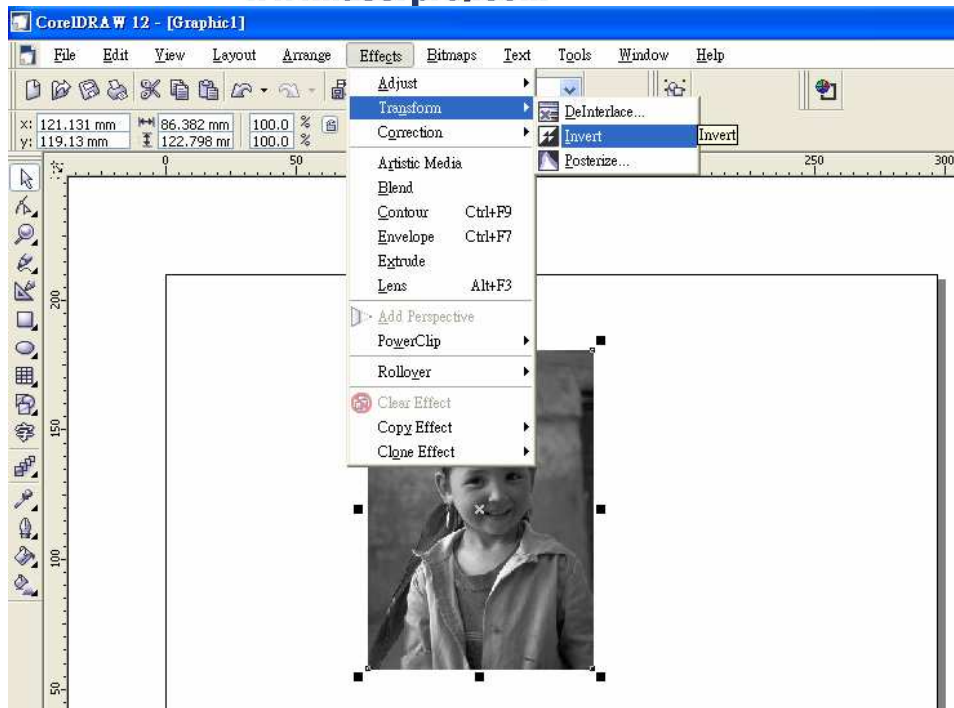 CorelDRAW 12 - [Graphic1]
File Edit View Layout Arrange Effects Bitmaps Text Tools Window Help
x: 121.131 mm 86.382 mm 100.0 %
y: 119.13 mm 122.798 mr 100.0 %
Adjust
Transform
Correction
Artistic Media
Blend
Contour Ctrl+F9
Envelope Ctrl+F7
Extrude
Lens Alt+F3
Add Perspective
PowerClip
Rollover
Clear Effect
Copy Effect
Clone Effect
DeInterlace...
Invert
Posterize...
Invert
0 50 250 300
200
150
100
50